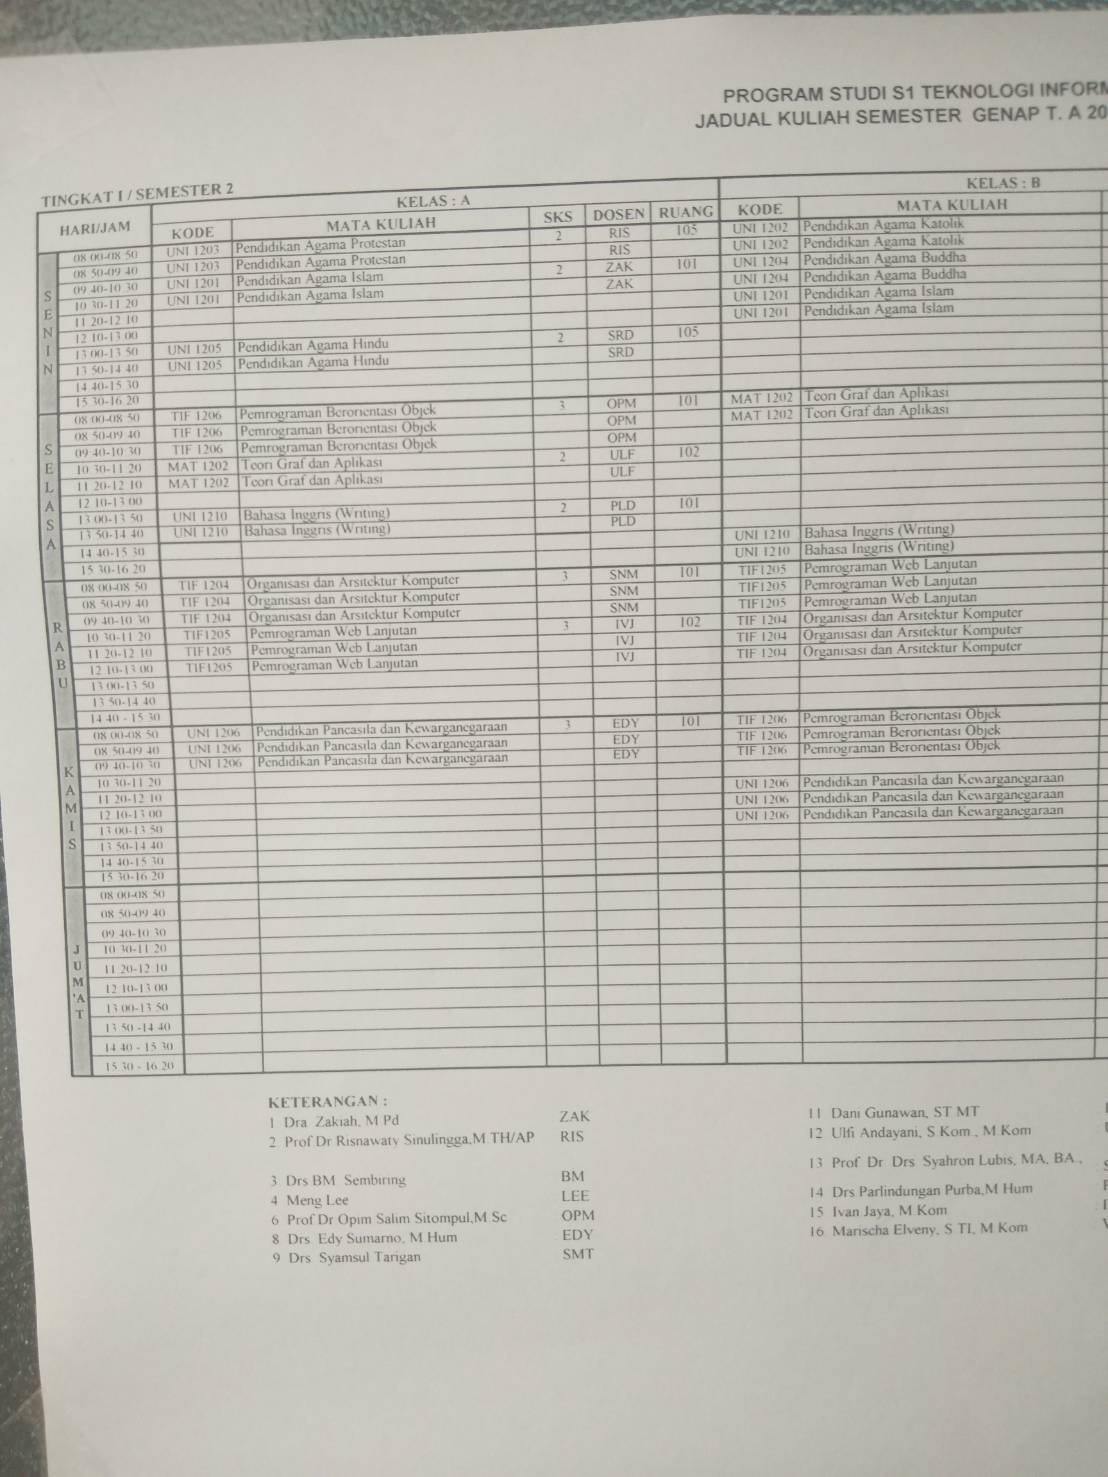 PROGRAM STUDI S1 TEKNOLOGI
JADUAL KULIAH SEMESTER GENAP T. A 20
TINGKAT I / SEMESTER 2
KELAS : A KELAS : B
HARI/JAM KODE MATA KULIAH SKS DOSEN RUANG KODE MATA KULIAH
SENIN
08 00-08 50 UNI 1203 Pendidikan Agama Protestan 2 RIS 105 UNI 1202 Pendidikan Agama Katolik
08 50-09 40 UNI 1203 Pendidikan Agama Protestan RIS UNI 1202 Pendidikan Agama Katolik
09 40-10 30 UNI 1201 Pendidikan Agama Islam 2 ZAK 101 UNI 1204 Pendidikan Agama Buddha
10 30-11 20 UNI 1201 Pendidikan Agama Islam ZAK UNI 1204 Pendidikan Agama Buddha
11 20-12 10 UNI 1201 Pendidikan Agama Islam
12 10-13 00 UNI 1201 Pendidikan Agama Islam
13 00-13 50 UNI 1205 Pendidikan Agama Hindu 2 SRD 105
13 50-14 40 UNI 1205 Pendidikan Agama Hindu SRD
14 40-15 30
15 30-16 20
SELASA
08 00-08 50 TIF 1206 Pemrograman Berorientasi Objek 3 OPM 101 MAT 1202 Teori Graf dan Aplikasi
08 50-09 40 TIF 1206 Pemrograman Berorientasi Objek OPM MAT 1202 Teori Graf dan Aplikasi
09 40-10 30 TIF 1206 Pemrograman Berorientasi Objek OPM
10 30-11 20 MAT 1202 Teori Graf dan Aplikasi 2 ULF 102
11 20-12 10 MAT 1202 Teori Graf dan Aplikasi ULF
12 10-13 00
13 00-13 50 UNI 1210 Bahasa Inggris (Writing) 2 PLD 101
13 50-14 40 UNI 1210 Bahasa Inggris (Writing) PLD
14 40-15 30 UNI 1210 Bahasa Inggris (Writing)
15 30-16 20 UNI 1210 Bahasa Inggris (Writing)
RABU
08 00-08 50 TIF 1204 Organisasi dan Arsitektur Komputer 3 SNM 101 TIF1205 Pemrograman Web Lanjutan
08 50-09 40 TIF 1204 Organisasi dan Arsitektur Komputer SNM TIF1205 Pemrograman Web Lanjutan
09 40-10 30 TIF 1204 Organisasi dan Arsitektur Komputer SNM TIF1205 Pemrograman Web Lanjutan
10 30-11 20 TIF1205 Pemrograman Web Lanjutan 3 IVJ 102 TIF 1204 Organisasi dan Arsitektur Komputer
11 20-12 10 TIF1205 Pemrograman Web Lanjutan IVJ TIF 1204 Organisasi dan Arsitektur Komputer
12 10-13 00 TIF1205 Pemrograman Web Lanjutan IVJ TIF 1204 Organisasi dan Arsitektur Komputer
13 00-13 50
13 50-14 40
14 40 - 15 30
KAMIS
08 00-08 50 UNI 1206 Pendidikan Pancasila dan Kewarganegaraan 3 EDY 101 TIF 1206 Pemrograman Berorientasi Objek
08 50-09 40 UNI 1206 Pendidikan Pancasila dan Kewarganegaraan EDY TIF 1206 Pemrograman Berorientasi Objek
09 40-10 30 UNI 1206 Pendidikan Pancasila dan Kewarganegaraan EDY TIF 1206 Pemrograman Berorientasi Objek
10 30-11 20 UNI 1206 Pendidikan Pancasila dan Kewarganegaraan
11 20-12 10 UNI 1206 Pendidikan Pancasila dan Kewarganegaraan
12 10-13 00 UNI 1206 Pendidikan Pancasila dan Kewarganegaraan
13 00-13 50
13 50-14 40
14 40-15 30
15 30-16 20
JUM'AT
08 00-08 50
08 50-09 40
09 40-10 30
10 30-11 20
11 20-12 10
12 10-13 00
13 00-13 50
13 50 -14 40
14 40 - 15 30
15 30 - 16 20
KETERANGAN :
1 Dra Zakiah, M Pd ZAK
2 Prof Dr Risnawaty Sinulingga,M TH/AP RIS
3 Drs BM Sembiring BM
4 Meng Lee LEE
6 Prof Dr Opim Salim Sitompul,M Sc OPM
8 Drs Edy Sumarno, M Hum EDY
9 Drs Syamsul Tarigan SMT
11 Dani Gunawan, ST MT
12 Ulfi Andayani, S Kom , M Kom
13 Prof Dr Drs Syahron Lubis, MA, BA.,
14 Drs Parlindungan Purba,M Hum
15 Ivan Jaya, M Kom
16 Marischa Elveny, S TI, M Kom